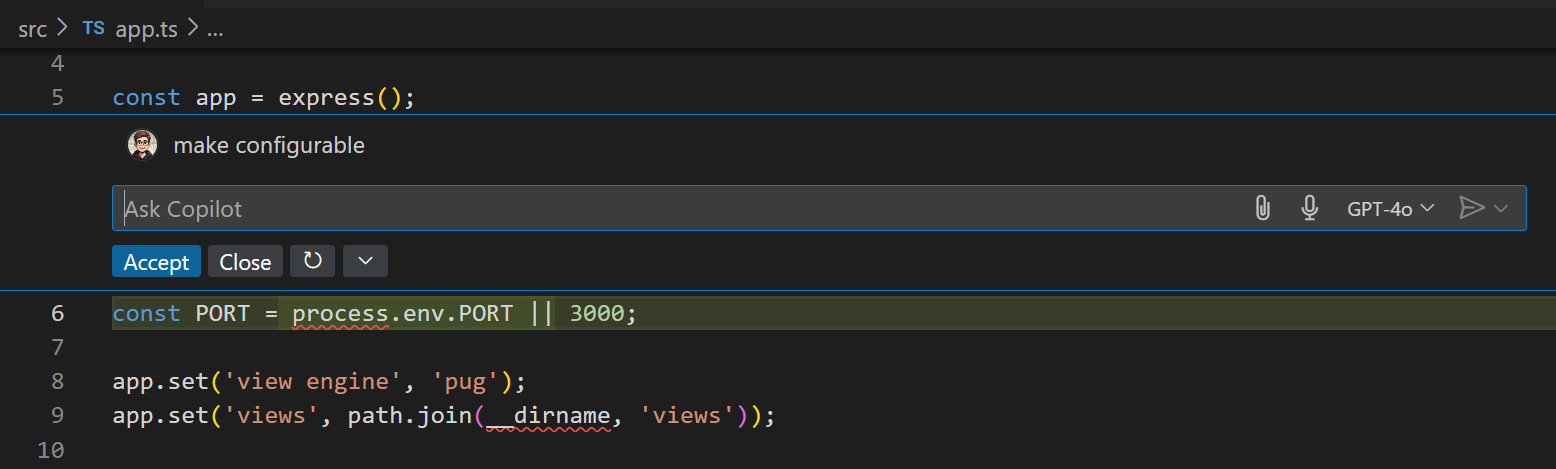 src > TS app.ts > ...
4
5 const app = express();
make configurable
Ask Copilot GPT-4o
Accept Close
6 const PORT = process.env.PORT || 3000;
7
8 app.set('view engine', 'pug');
9 app.set('views', path.join(__dirname, 'views'));
10